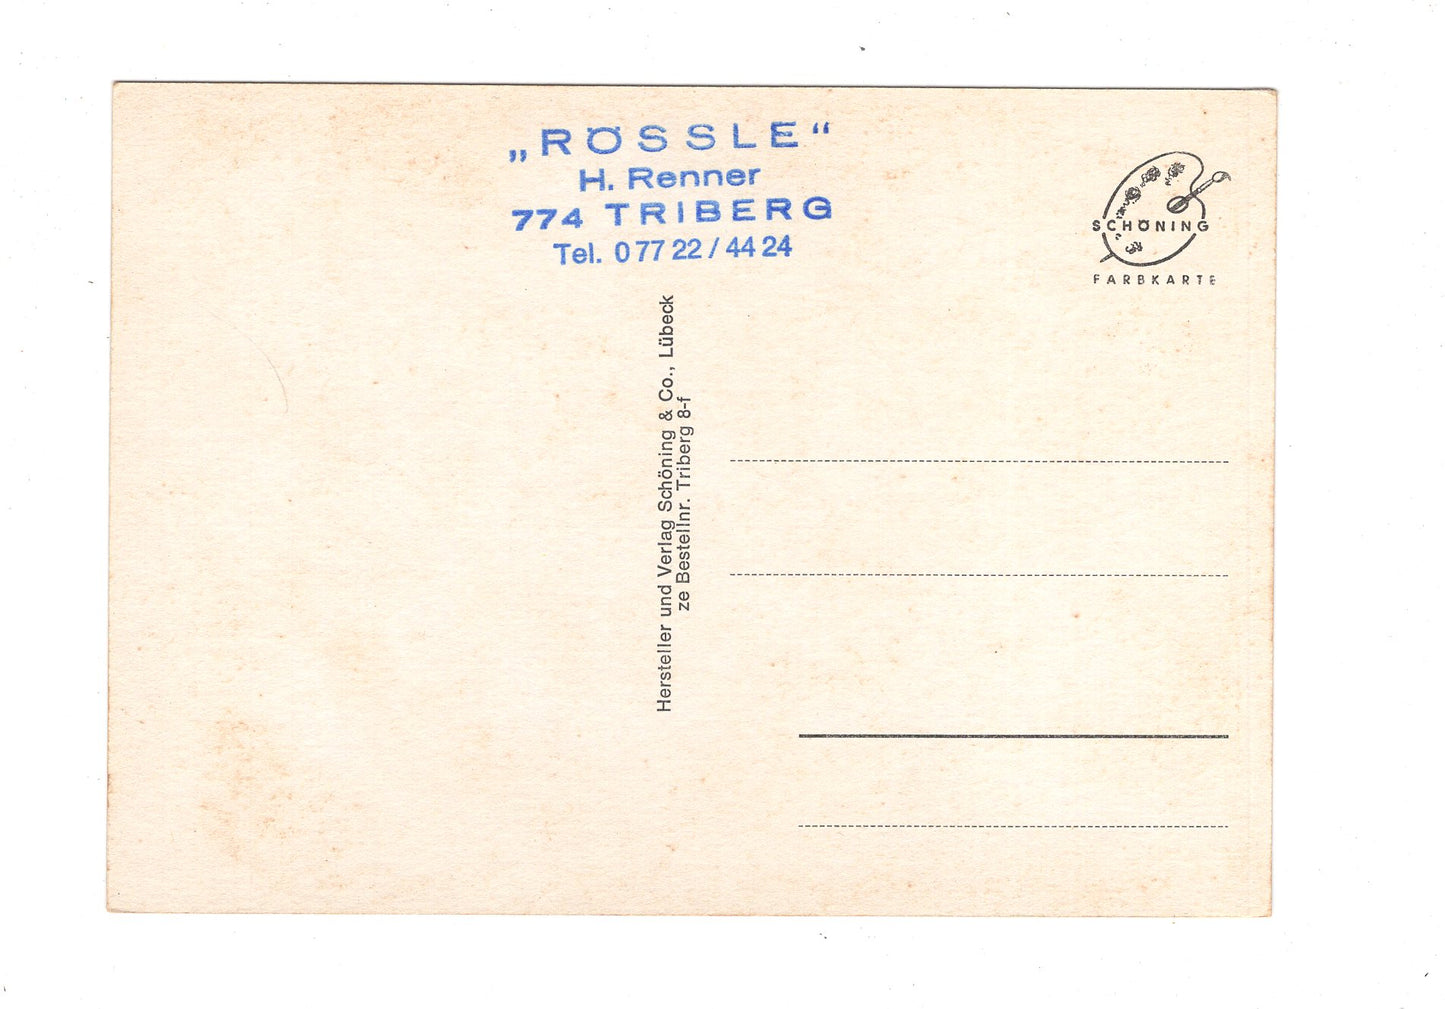 „RÖSSLE“
H. Renner
774 TRIBERG
Tel. 0 77 22 / 44 24
SCHÖNING
FARBKARTE
Hersteller und Verlag Schöning & Co., Lübeck
ze Bestellnr. Triberg 8-f